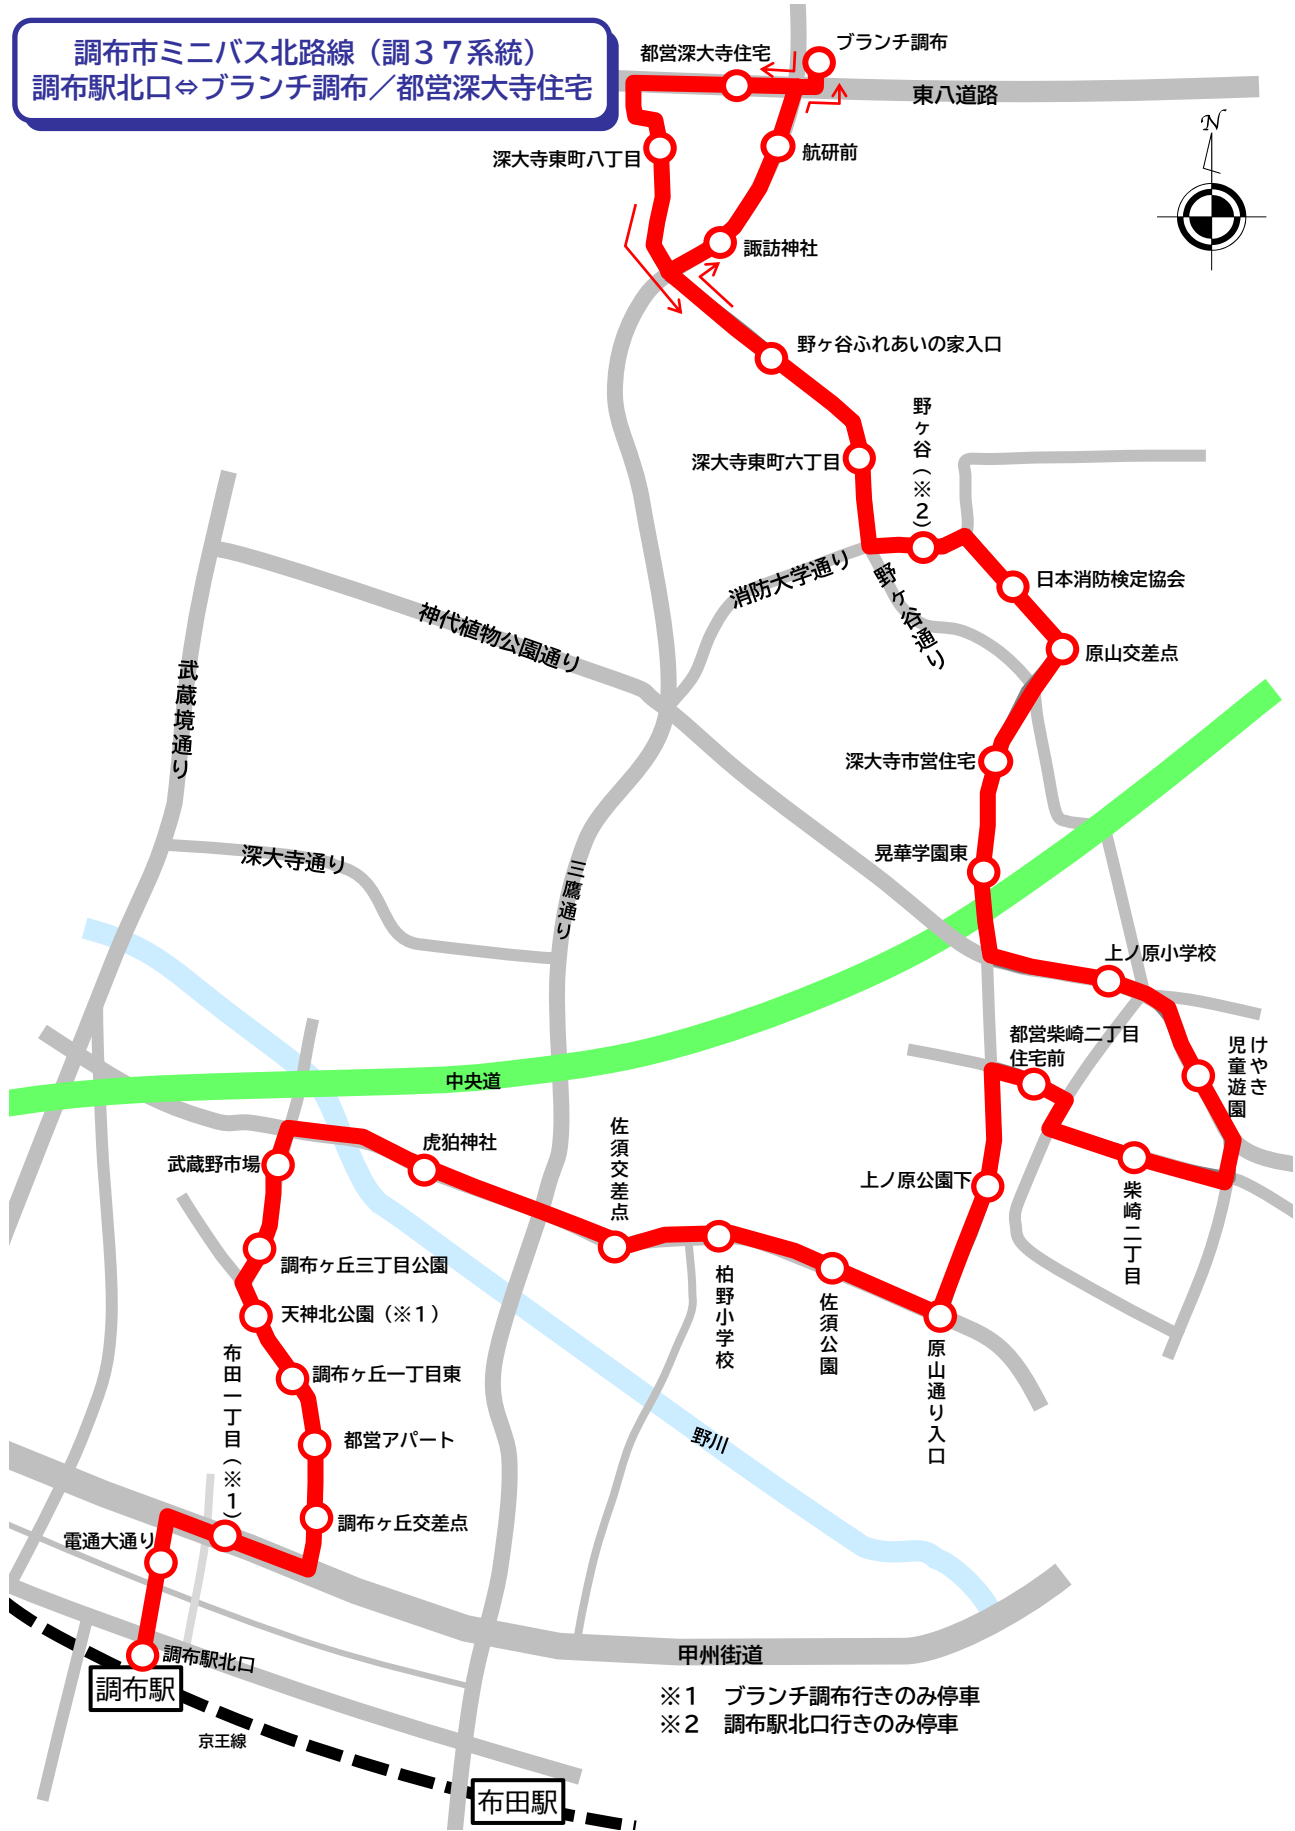 調布市ミニバス北路線（調３７系統）
調布駅北口⇔ブランチ調布／都営深大寺住宅
都営深大寺住宅
ブランチ調布
東八道路
N
深大寺東町八丁目
航研前
諏訪神社
野ヶ谷ふれあいの家入口
野ヶ谷（※２）
深大寺東町六丁目
消防大学通り
野ヶ谷通り
日本消防検定協会
原山交差点
神代植物公園通り
武蔵境通り
深大寺市営住宅
深大寺通り
三鷹通り
晃華学園東
上ノ原小学校
都営柴崎二丁目
住宅前
けやき
児童遊園
中央道
佐須交差点
虎狛神社
武蔵野市場
上ノ原公園下
柴崎二丁目
調布ヶ丘三丁目公園
柏野小学校
佐須公園
天神北公園（※１）
原山通り入口
布田一丁目（※１）
調布ヶ丘一丁目東
都営アパート
野川
調布ヶ丘交差点
電通大通り
調布駅北口
甲州街道
調布駅
※１　ブランチ調布行きのみ停車
※２　調布駅北口行きのみ停車
京王線
布田駅